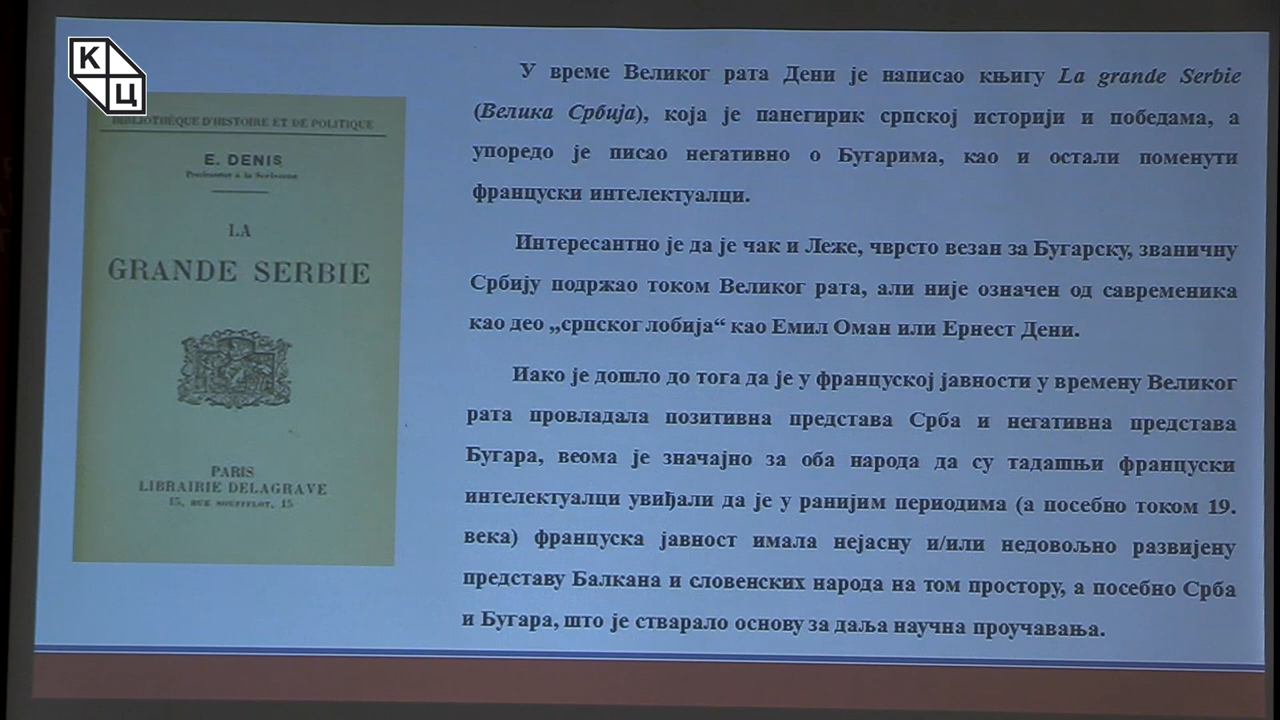 К
Ц
BIBLIOTHÈQUE D'HISTOIRE ET DE POLITIQUE
E. DENIS
Professeur à la Sorbonne
LA
GRANDE SERBIE
PARIS
LIBRAIRIE DELAGRAVE
15, RUE SOUFFLOT, 15
У време Великог рата Дени је написао књигу La grande Serbie
(Велика Србија), која је панегирик српској историји и победама, а
упоредо је писао негативно о Бугарима, као и остали поменути
француски интелектуалци.
Интересантно је да је чак и Леже, чврсто везан за Бугарску, званичну
Србију подржао током Великог рата, али није означен од савременика
као део „српског лобија“ као Емил Оман или Ернест Дени.
Иако је дошло до тога да је у француској јавности у времену Великог
рата провладала позитивна представа Срба и негативна представа
Бугара, веома је значајно за оба народа да су тадашњи француски
интелектуалци увиђали да је у ранијим периодима (а посебно током 19.
века) француска јавност имала нејасну и/или недовољно развијену
представу Балкана и словенских народа на том простору, а посебно Срба
и Бугара, што је стварало основу за даља научна проучавања.